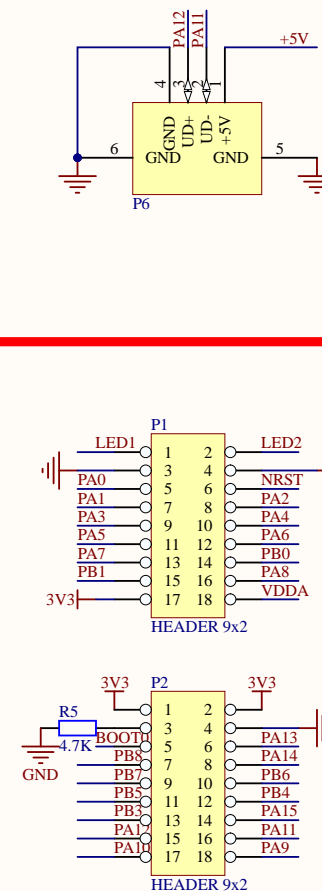 PA12
PA11
+5V
4
3
2
1
GND
UD+
UD-
+5V
6
GND
GND
5
P6
P1
LED1
1
2
LED2
3
4
PA0
5
6
NRST
PA1
7
8
PA2
PA3
9
10
PA4
PA5
11
12
PA6
PA7
13
14
PB0
PB1
15
16
PA8
3V3
17
18
VDDA
HEADER 9x2
3V3
P2
3V3
1
2
R5
3
4
4.7K
BOOT0
5
6
PA13
GND
PB8
7
8
PA14
PB7
9
10
PB6
PB5
11
12
PB4
PB3
13
14
PA15
PA12
15
16
PA11
PA10
17
18
PA9
HEADER 9x2